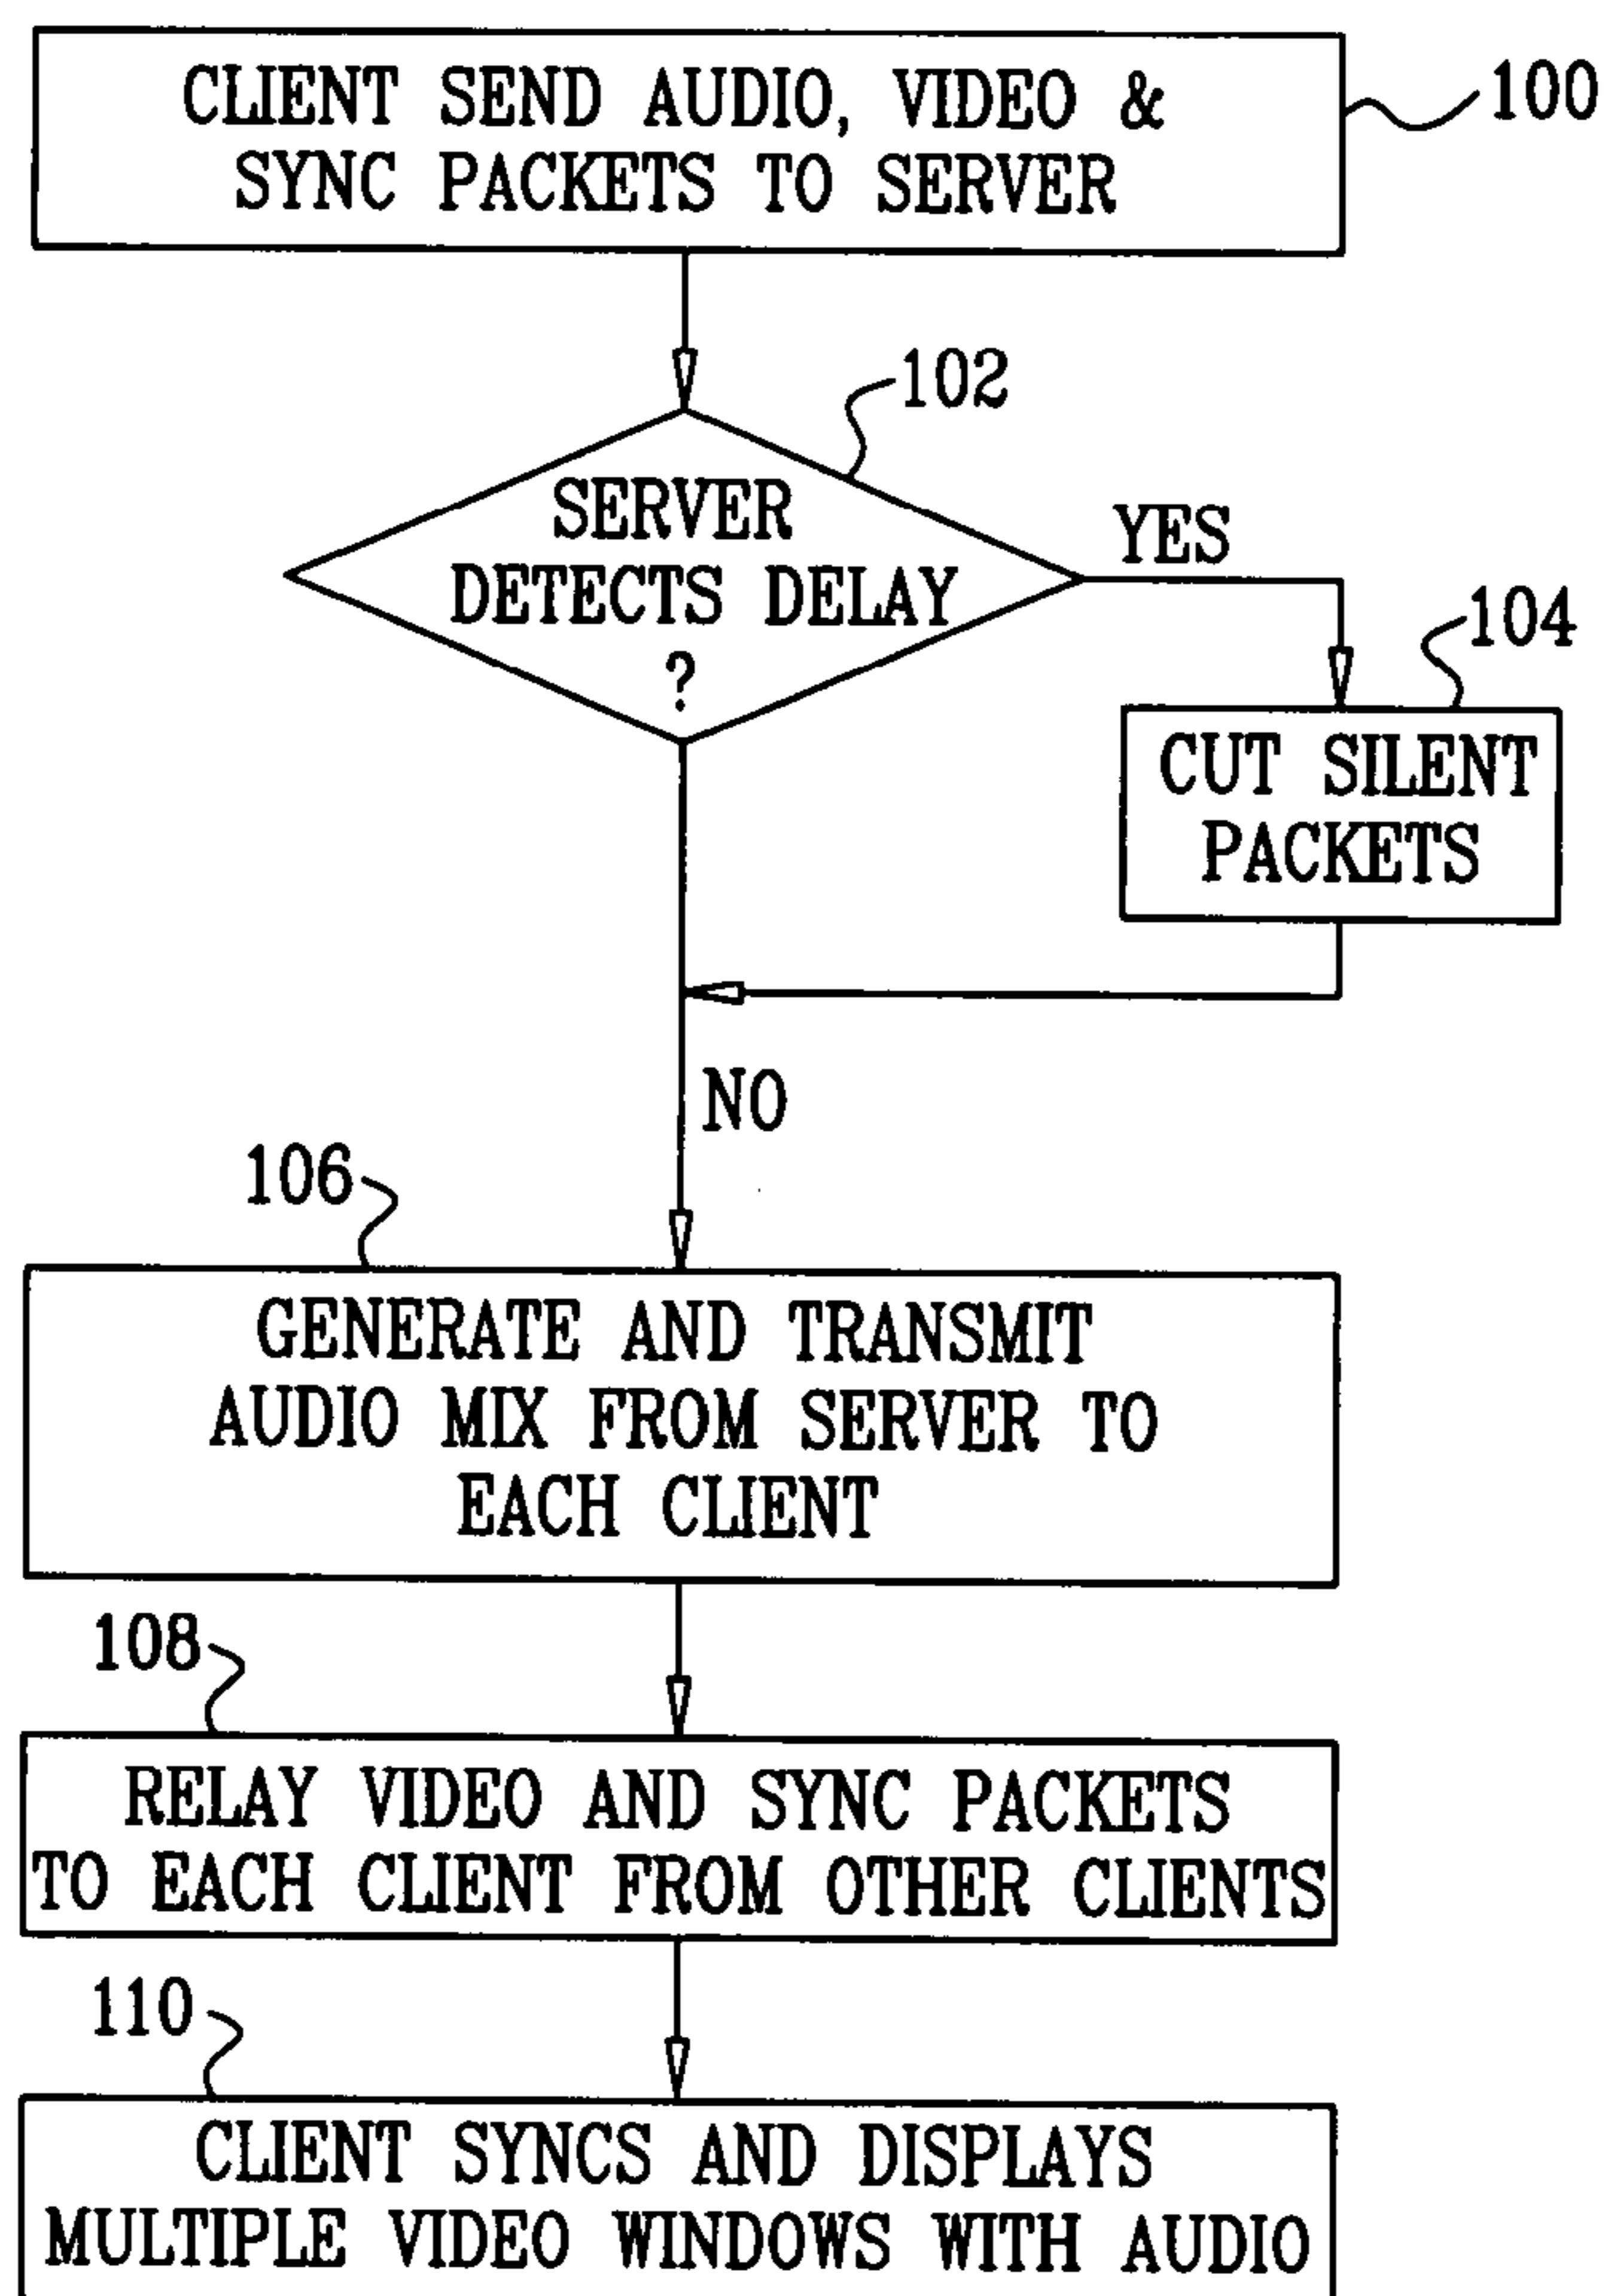 CLIENT SEND AUDIO, VIDEO &
SYNC PACKETS TO SERVER
100
102
SERVER
DETECTS DELAY
?
YES
104
CUT SILENT
PACKETS
NO
106
GENERATE AND TRANSMIT
AUDIO MIX FROM SERVER TO
EACH CLIENT
108
RELAY VIDEO AND SYNC PACKETS
TO EACH CLIENT FROM OTHER CLIENTS
110
CLIENT SYNCS AND DISPLAYS
MULTIPLE VIDEO WINDOWS WITH AUDIO